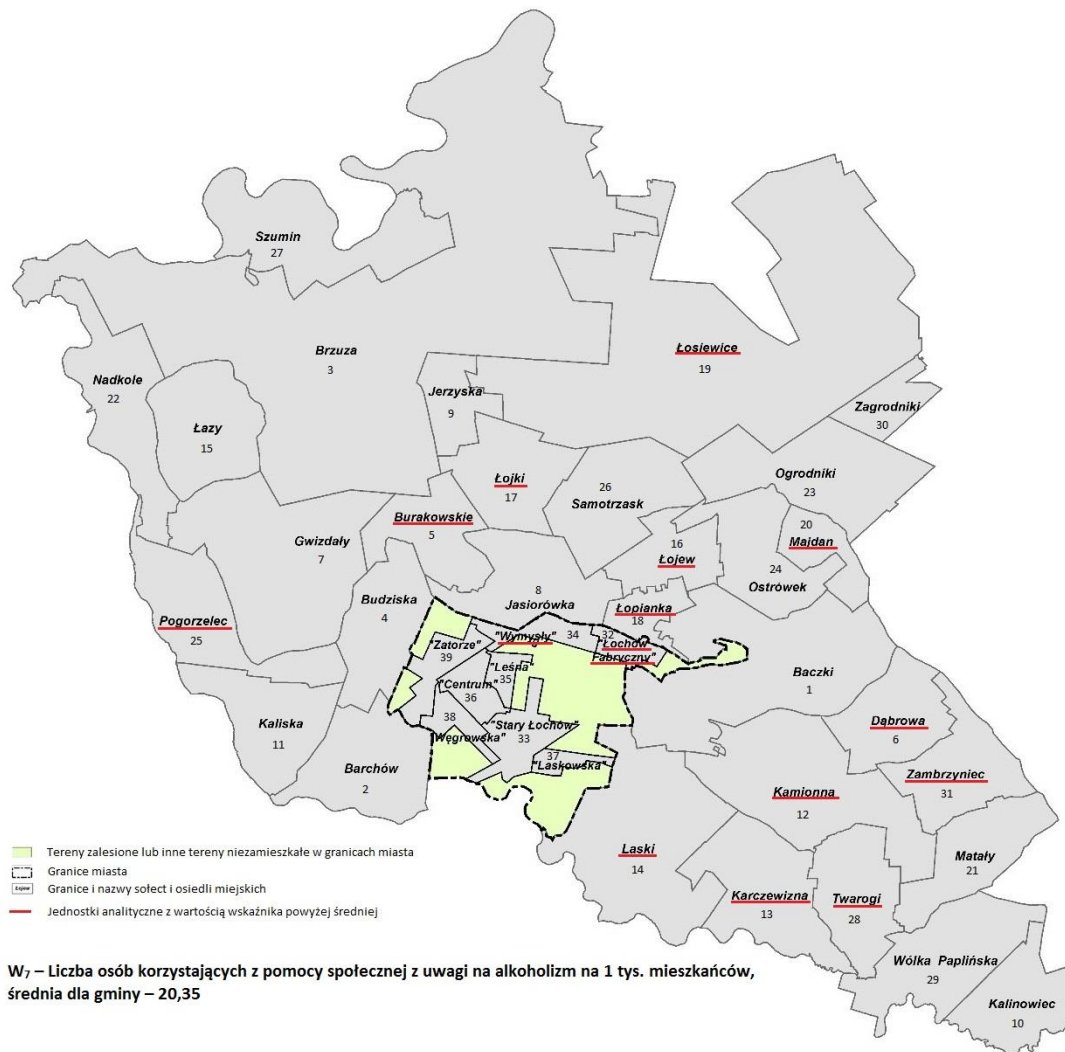 Szumin
27
Brzuza
3
Łosiewice
19
Nadkole
22
Jerzyska
9
Zagrodniki
30
Łazy
15
Ogrodniki
23
Łojki
17
26
Samotrzask
Burakowskie
5
20
Majdan
Gwizdały
7
16
Łojew
24
Ostrówek
8
Jasiorówka
Budziska
4
Łopianka
18
Pogorzelec
25
"Wymysły"
34
32
"Łochów
Fabryczny"
"Zatorze"
39
"Leśna"
35
"Centrum"
36
Baczki
1
38
"Węgrowska"
"Stary Łochów"
33
Kaliska
11
Dąbrowa
6
37
"Laskowska"
Barchów
2
Zambrzyniec
31
Kamionna
12
Laski
14
Matały
21
Karczewizna
13
Twarogi
28
Wólka Paplińska
29
Kalinowiec
10
Tereny zalesione lub inne tereny niezamieszkałe w granicach miasta
Granice miasta
Łojew Granice i nazwy sołect i osiedli miejskich
Jednostki analityczne z wartością wskaźnika powyżej średniej
W₇ – Liczba osób korzystających z pomocy społecznej z uwagi na alkoholizm na 1 tys. mieszkańców,
średnia dla gminy – 20,35